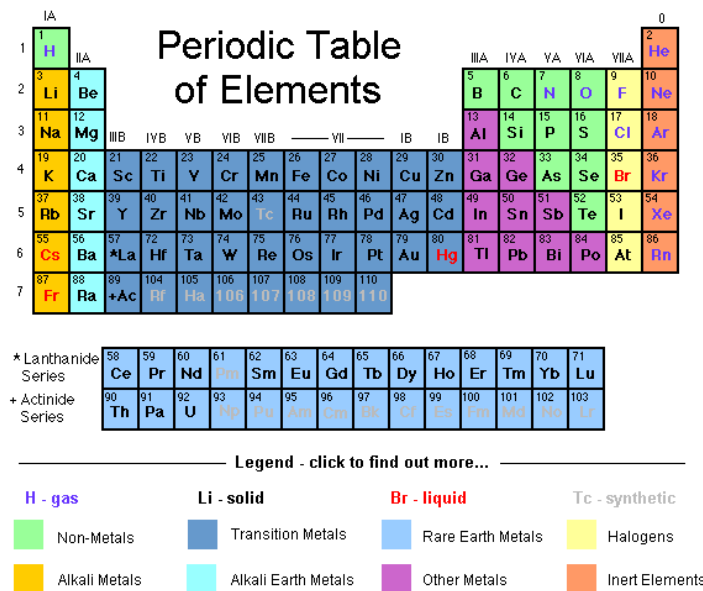 IA 0
1 1 H IIA Periodic Table of Elements IIIA IVA VA VIA VIIA 2 He
2 3 Li 4 Be 5 B 6 C 7 N 8 O 9 F 10 Ne
3 11 Na 12 Mg IIIB IVB VB VIB VIIB VII IB IB 13 Al 14 Si 15 P 16 S 17 Cl 18 Ar
4 19 K 20 Ca 21 Sc 22 Ti 23 V 24 Cr 25 Mn 26 Fe 27 Co 28 Ni 29 Cu 30 Zn 31 Ga 32 Ge 33 As 34 Se 35 Br 36 Kr
5 37 Rb 38 Sr 39 Y 40 Zr 41 Nb 42 Mo 43 Tc 44 Ru 45 Rh 46 Pd 47 Ag 48 Cd 49 In 50 Sn 51 Sb 52 Te 53 I 54 Xe
6 55 Cs 56 Ba 57 *La 72 Hf 73 Ta 74 W 75 Re 76 Os 77 Ir 78 Pt 79 Au 80 Hg 81 Tl 82 Pb 83 Bi 84 Po 85 At 86 Rn
7 87 Fr 88 Ra 89 +Ac 104 Rf 105 Ha 106 106 107 107 108 108 109 109 110 110
* Lanthanide Series 58 Ce 59 Pr 60 Nd 61 Pm 62 Sm 63 Eu 64 Gd 65 Tb 66 Dy 67 Ho 68 Er 69 Tm 70 Yb 71 Lu
+ Actinide Series 90 Th 91 Pa 92 U 93 Np 94 Pu 95 Am 96 Cm 97 Bk 98 Cf 99 Es 100 Fm 101 Md 102 No 103 Lr
Legend - click to find out more...
H - gas Li - solid Br - liquid Tc - synthetic
Non-Metals Transition Metals Rare Earth Metals Halogens
Alkali Metals Alkali Earth Metals Other Metals Inert Elements